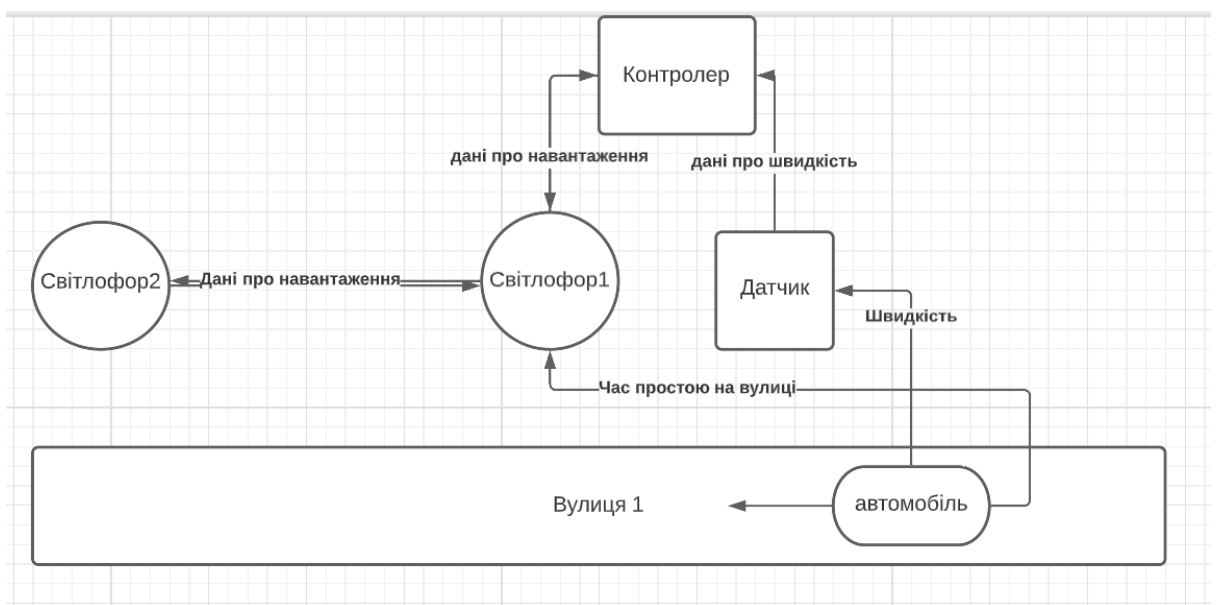 Контролер
дані про навантаження
дані про швидкість
Світлофор2
Дані про навантаження
Світлофор1
Датчик
Швидкість
Час простою на вулиці
Вулиця 1
автомобіль